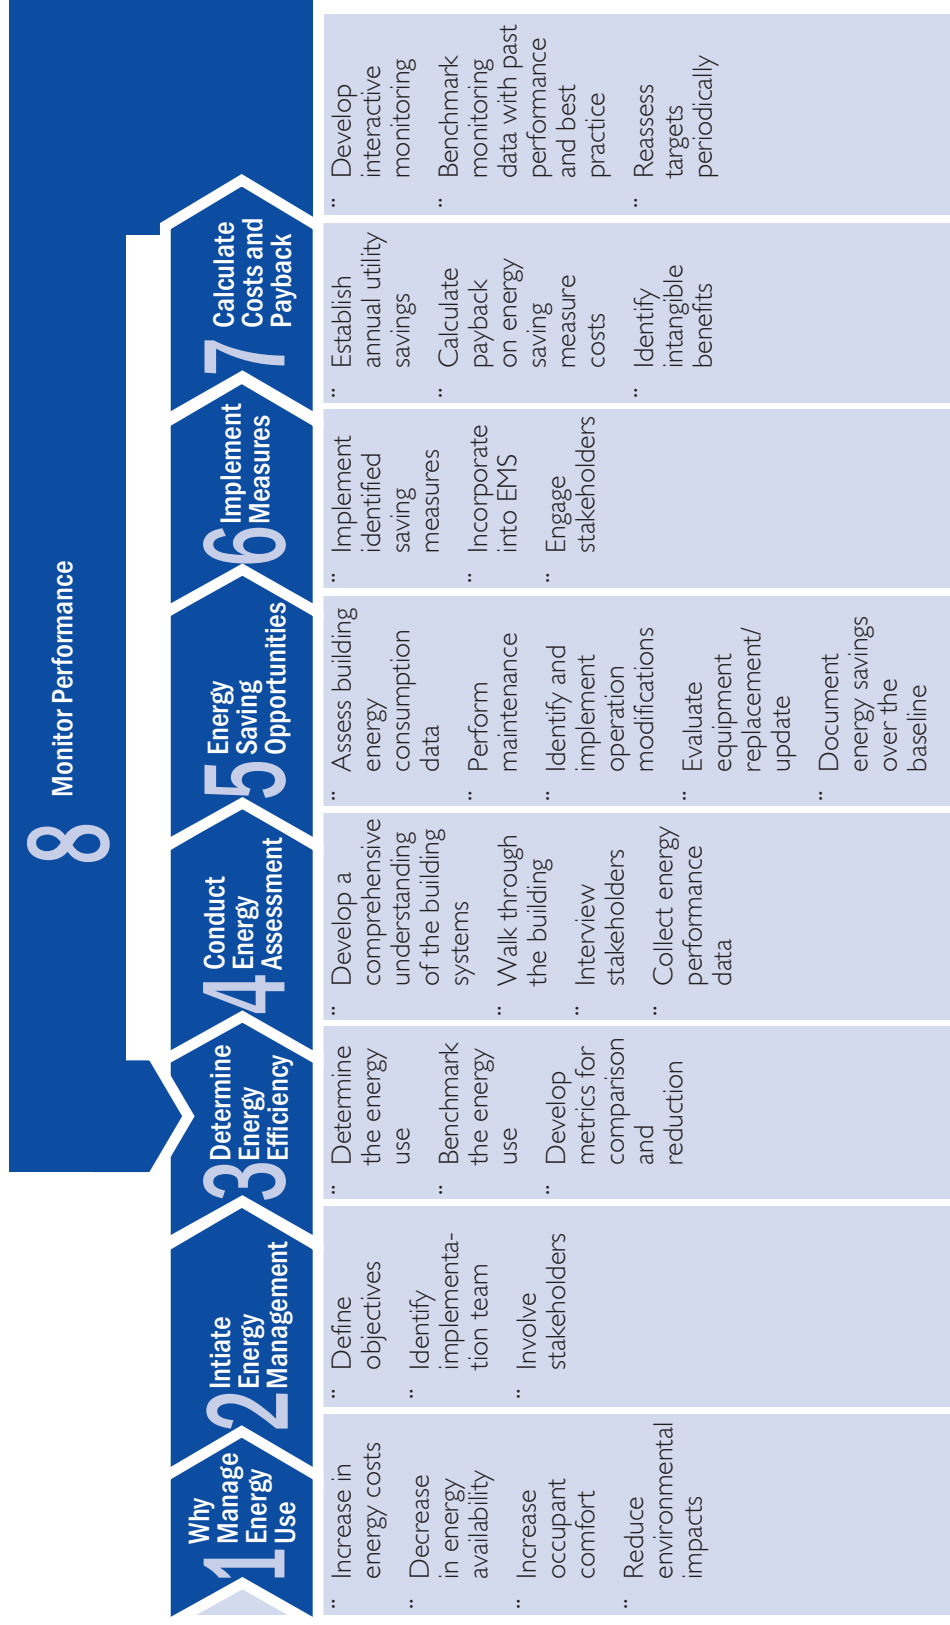 8
Monitor Performance
1
Why
Manage
Energy
Use
2
Intiate
Energy
Management
3
Determine
Energy
Efficiency
4
Conduct
Energy
Assessment
5
Energy
Saving
Opportunities
6
Implement
Measures
7
Calculate
Costs and
Payback
Increase in
energy costs
Decrease
in energy
availability
Increase
occupant
comfort
Reduce
environmental
impacts
Define
objectives
Identify
implementa-
tion team
Involve
stakeholders
Determine
the energy
use
Benchmark
the energy
use
Develop
metrics for
comparison
and
reduction
Develop a
comprehensive
understanding
of the building
systems
Walk through
the building
Interview
stakeholders
Collect energy
performance
data
Assess building
energy
consumption
data
Perform
maintenance
Identify and
implement
operation
modifications
Evaluate
equipment
replacement/
update
Document
energy savings
over the
baseline
Implement
identified
saving
measures
Incorporate
into EMS
Engage
stakeholders
Establish
annual utility
savings
Calculate
payback
on energy
saving
measure
costs
Identify
intangible
benefits
Develop
interactive
monitoring
Benchmark
monitoring
data with past
performance
and best
practice
Reassess
targets
periodically